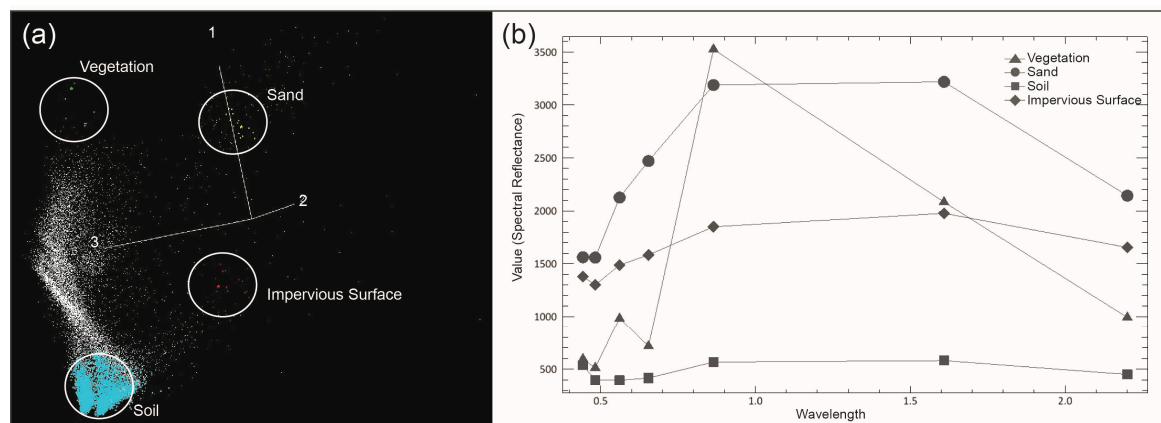 (a)
1
Vegetation
Sand
2
3
Impervious Surface
Soil
(b)
Value (Spectral Reflectance)
3500
3000
2500
2000
1500
1000
500
0.5
1.0
1.5
2.0
Wavelength
Vegetation
Sand
Soil
Impervious Surface